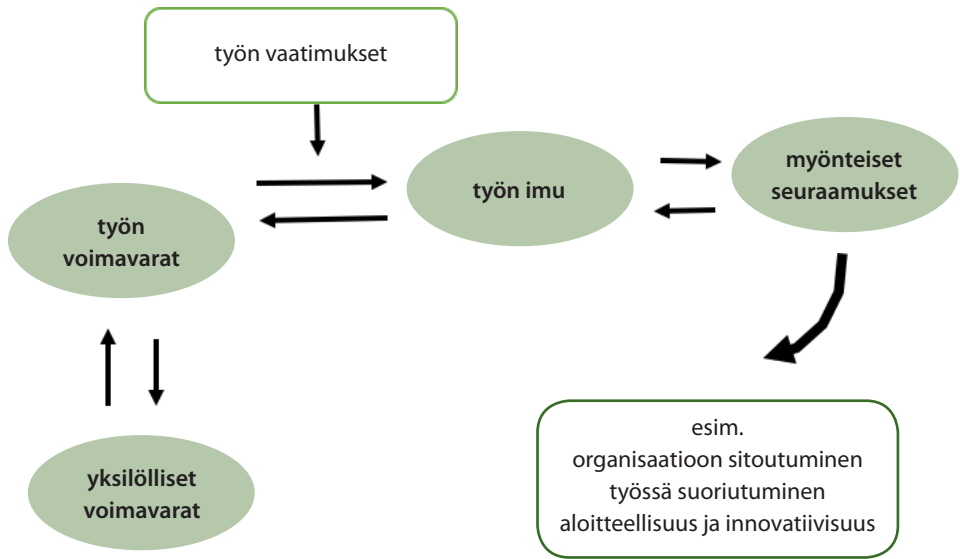 työn vaatimukset
työn
voimavarat
työn imu
myönteiset
seuraamukset
yksilölliset
voimavarat
esim.
organisaatioon sitoutuminen
työssä suoriutuminen
aloitteellisuus ja innovatiivisuus